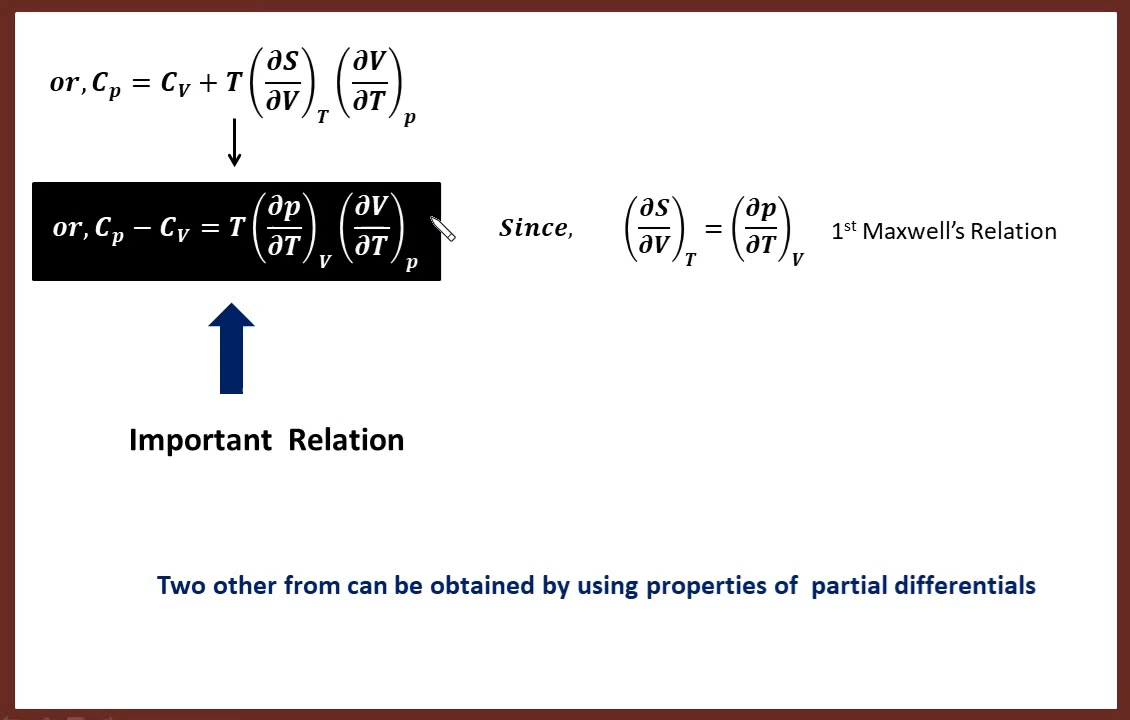 or, C_p = C_V + T (∂S/∂V)_T (∂V/∂T)_p
or, C_p − C_V = T (∂p/∂T)_V (∂V/∂T)_p Since, (∂S/∂V)_T = (∂p/∂T)_V 1st Maxwell's Relation
Important Relation
Two other from can be obtained by using properties of partial differentials